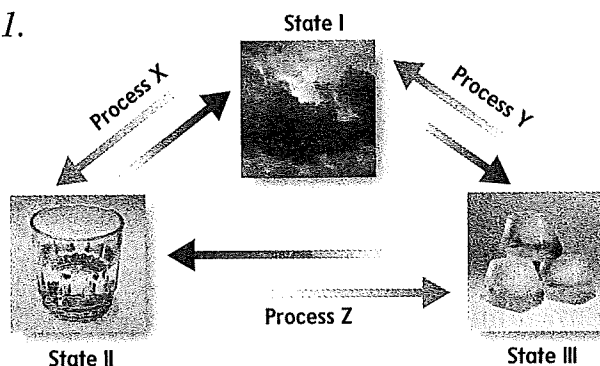 1.
State I
Process X
Process Y
Process Z
State II
State III